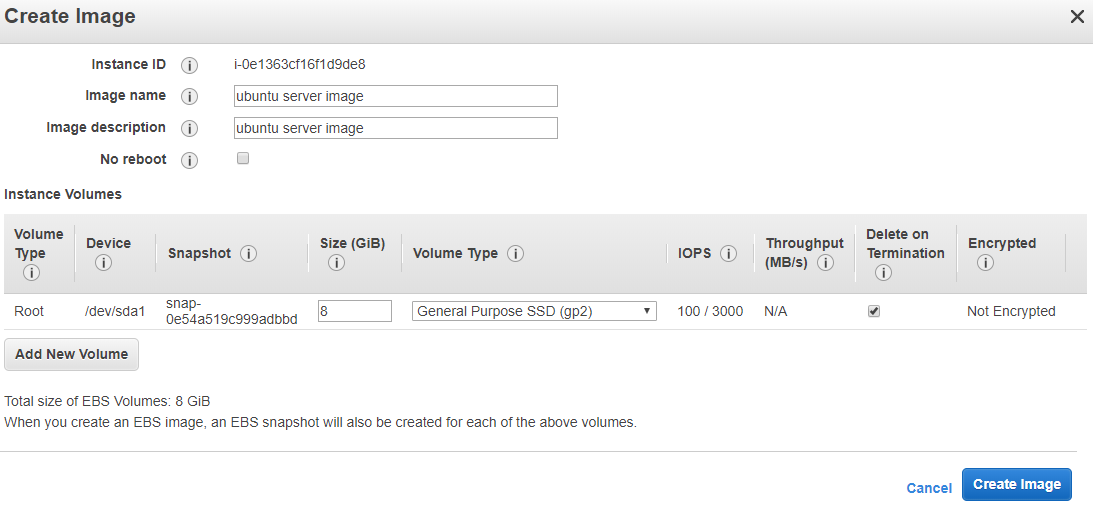 Create Image
Instance ID i-0e1363cf16f1d9de8
Image name ubuntu server image
Image description ubuntu server image
No reboot
Instance Volumes
Volume Type Device Snapshot Size (GiB) Volume Type IOPS Throughput (MB/s) Delete on Termination Encrypted
Root /dev/sda1 snap-0e54a519c999adbbd 8 General Purpose SSD (gp2) 100 / 3000 N/A Not Encrypted
Add New Volume
Total size of EBS Volumes: 8 GiB
When you create an EBS image, an EBS snapshot will also be created for each of the above volumes.
Cancel Create Image